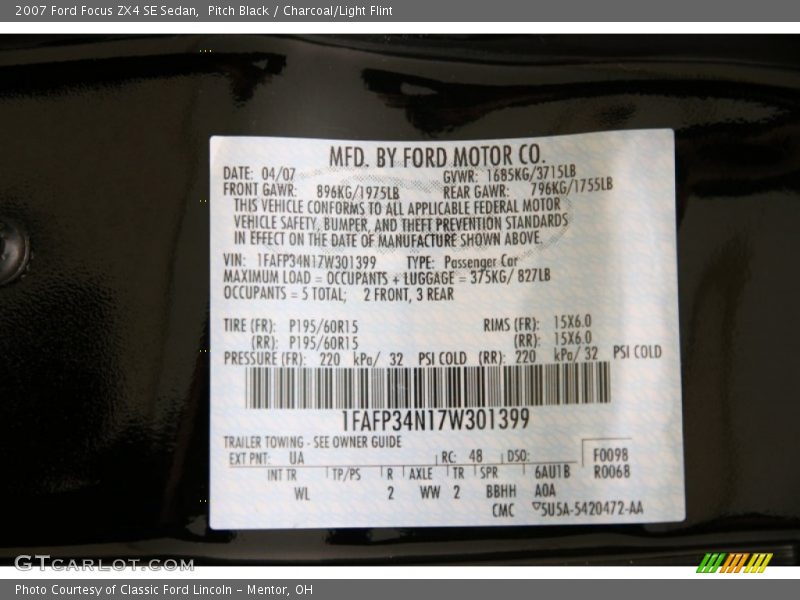 2007 Ford Focus ZX4 SE Sedan,  Pitch Black / Charcoal/Light Flint
MFD. BY FORD MOTOR CO.
DATE: 04/07 GVWR: 1685KG/3715LB
FRONT GAWR: 896KG/1975LB REAR GAWR: 796KG/1755LB
THIS VEHICLE CONFORMS TO ALL APPLICABLE FEDERAL MOTOR
VEHICLE SAFETY, BUMPER, AND THEFT PREVENTION STANDARDS
IN EFFECT ON THE DATE OF MANUFACTURE SHOWN ABOVE.
VIN: 1FAFP34N17W301399 TYPE: Passenger Car
MAXIMUM LOAD = OCCUPANTS + LUGGAGE = 375KG/ 827LB
OCCUPANTS = 5 TOTAL; 2 FRONT, 3 REAR
TIRE (FR): P195/60R15 RIMS (FR): 15X6.0
(RR): P195/60R15 (RR): 15X6.0
PRESSURE (FR): 220 kPa/ 32 PSI COLD (RR): 220 kPa/ 32 PSI COLD
1FAFP34N17W301399
TRAILER TOWING - SEE OWNER GUIDE
EXT PNT: UA RC: 48 DSO: F0098
INT TR TP/PS R AXLE TR SPR 6AU1B R0068
WL 2 WW 2 BBHH A0A
CMC ▽5U5A-5420472-AA
GTCARLOT.COM
Photo Courtesy of Classic Ford Lincoln - Mentor, OH